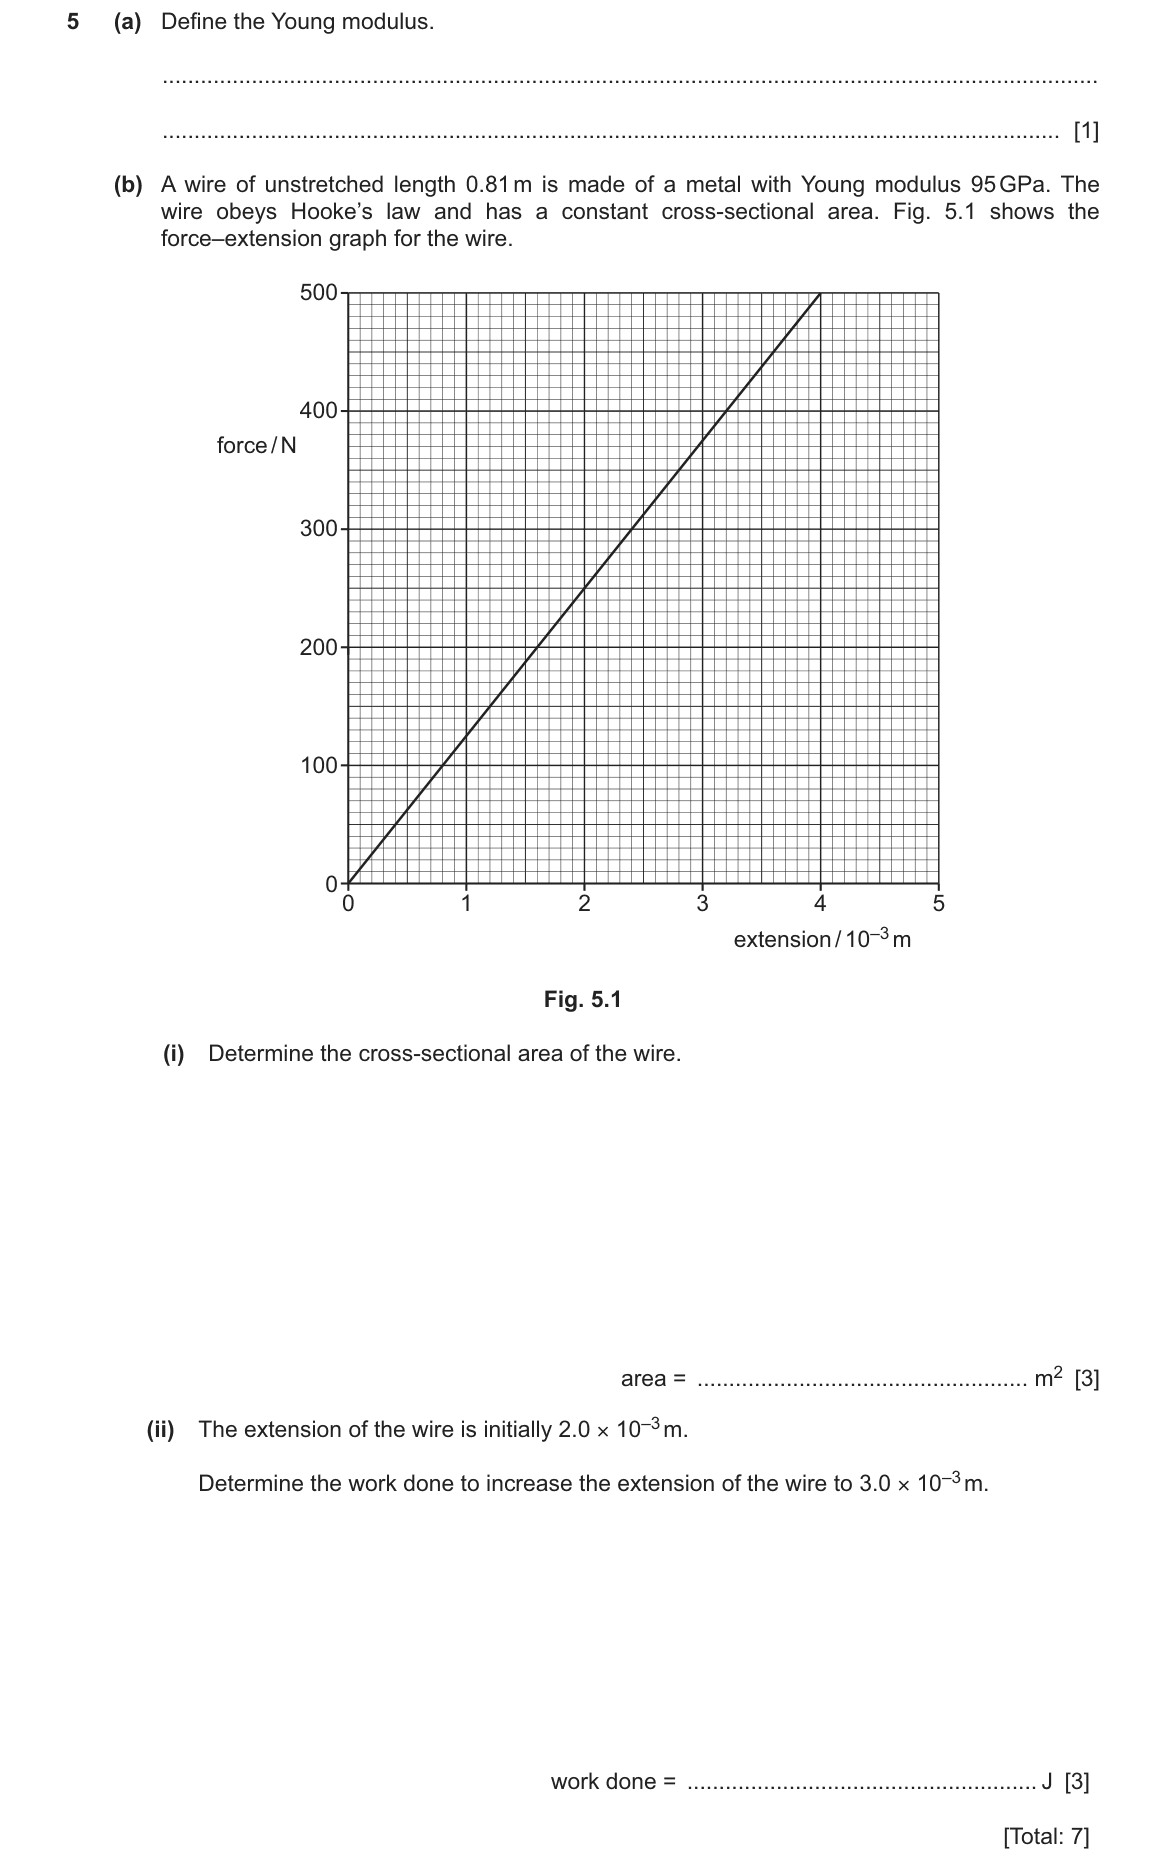 5 (a) Define the Young modulus.
..........................................................................................................................................
.................................................................................................................................... [1]
(b) A wire of unstretched length 0.81 m is made of a metal with Young modulus 95 GPa. The
wire obeys Hooke’s law and has a constant cross-sectional area. Fig. 5.1 shows the
force–extension graph for the wire.
500
400
force / N
300
200
100
0
0 1 2 3 4 5
extension / 10⁻³ m
Fig. 5.1
(i) Determine the cross-sectional area of the wire.
area = .................................................... m² [3]
(ii) The extension of the wire is initially 2.0 × 10⁻³ m.
Determine the work done to increase the extension of the wire to 3.0 × 10⁻³ m.
work done = ....................................................... J [3]
[Total: 7]